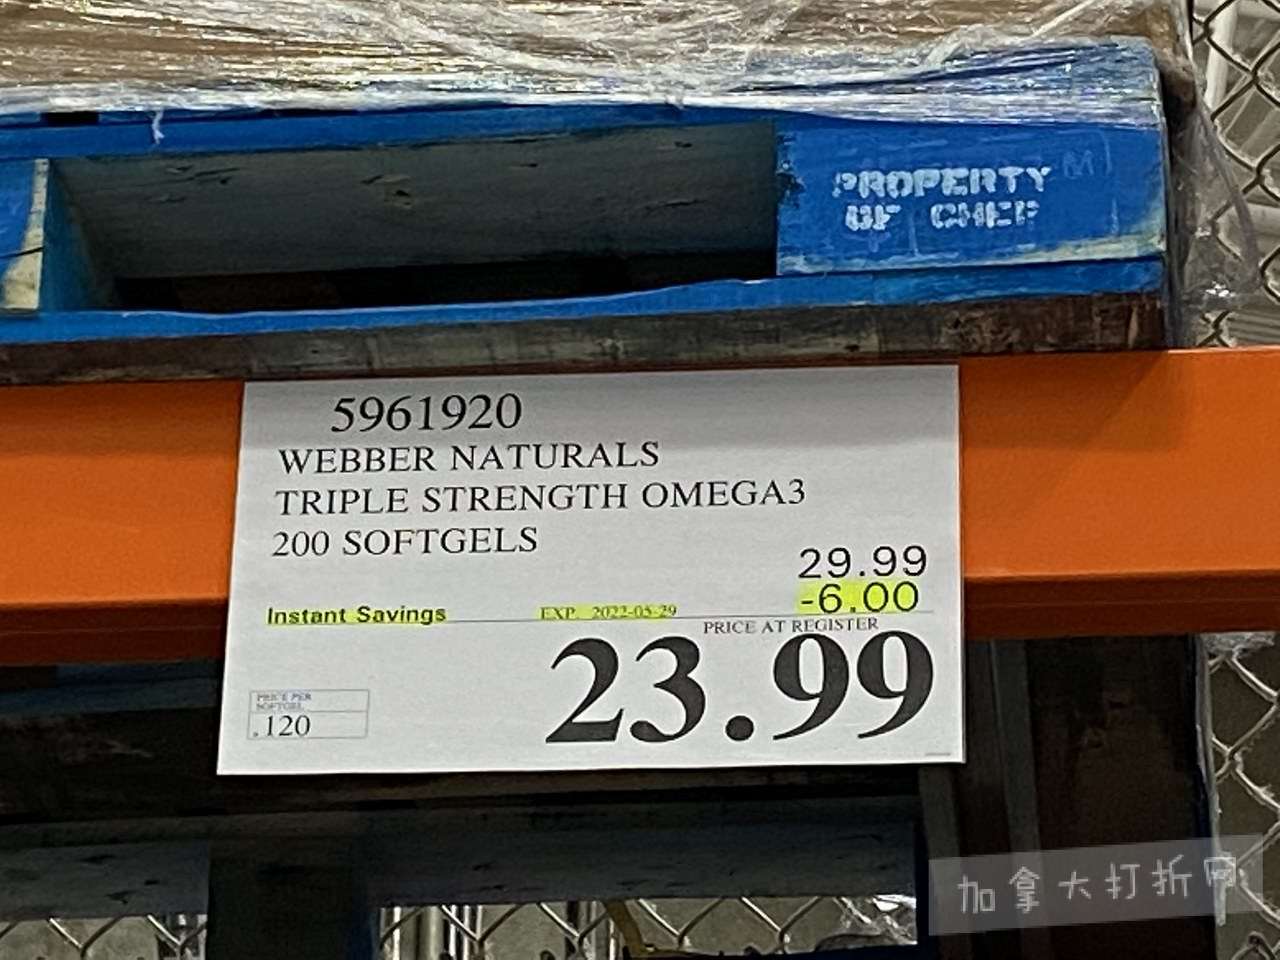 PROPERTY
OF CHEP
5961920
WEBBER NATURALS
TRIPLE STRENGTH OMEGA3
200 SOFTGELS
29.99
Instant Savings EXP. 2022-05-29 -6.00
PRICE AT REGISTER
23.99
PRICE PER
SOFTGEL
.120
加拿大打折网